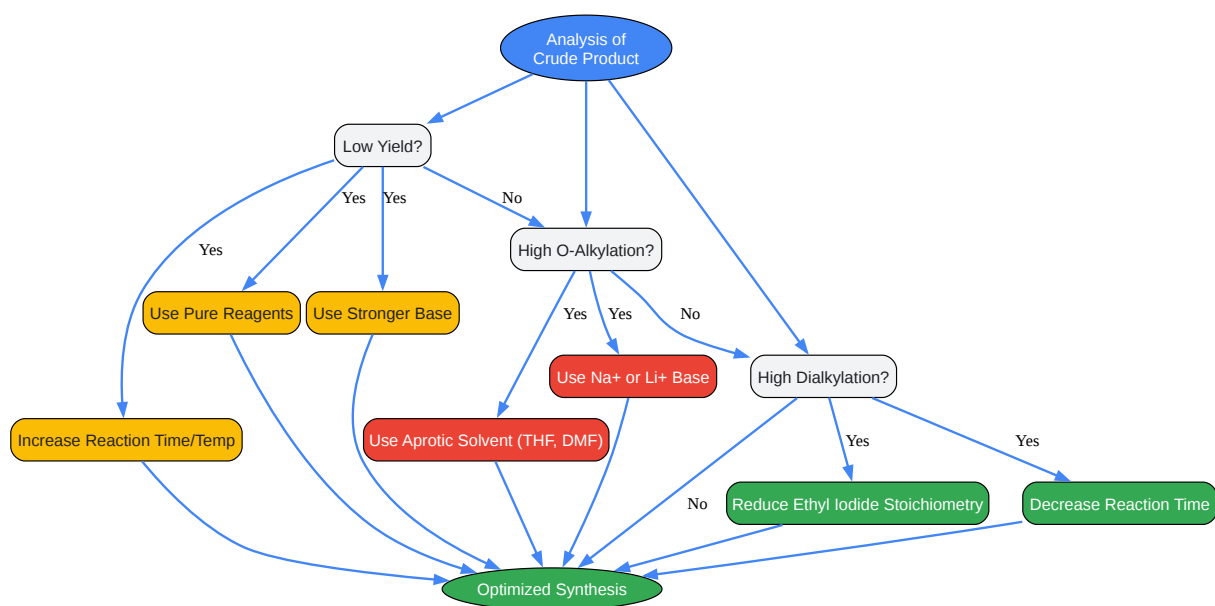 Analysis of
Crude Product
Low Yield?
Yes
Yes
No
Yes
High O-Alkylation?
Use Pure Reagents
Use Stronger Base
Yes
Yes
No
Use Na+ or Li+ Base
High Dialkylation?
Increase Reaction Time/Temp
Use Aprotic Solvent (THF, DMF)
Yes
Yes
No
Reduce Ethyl Iodide Stoichiometry
Decrease Reaction Time
Optimized Synthesis